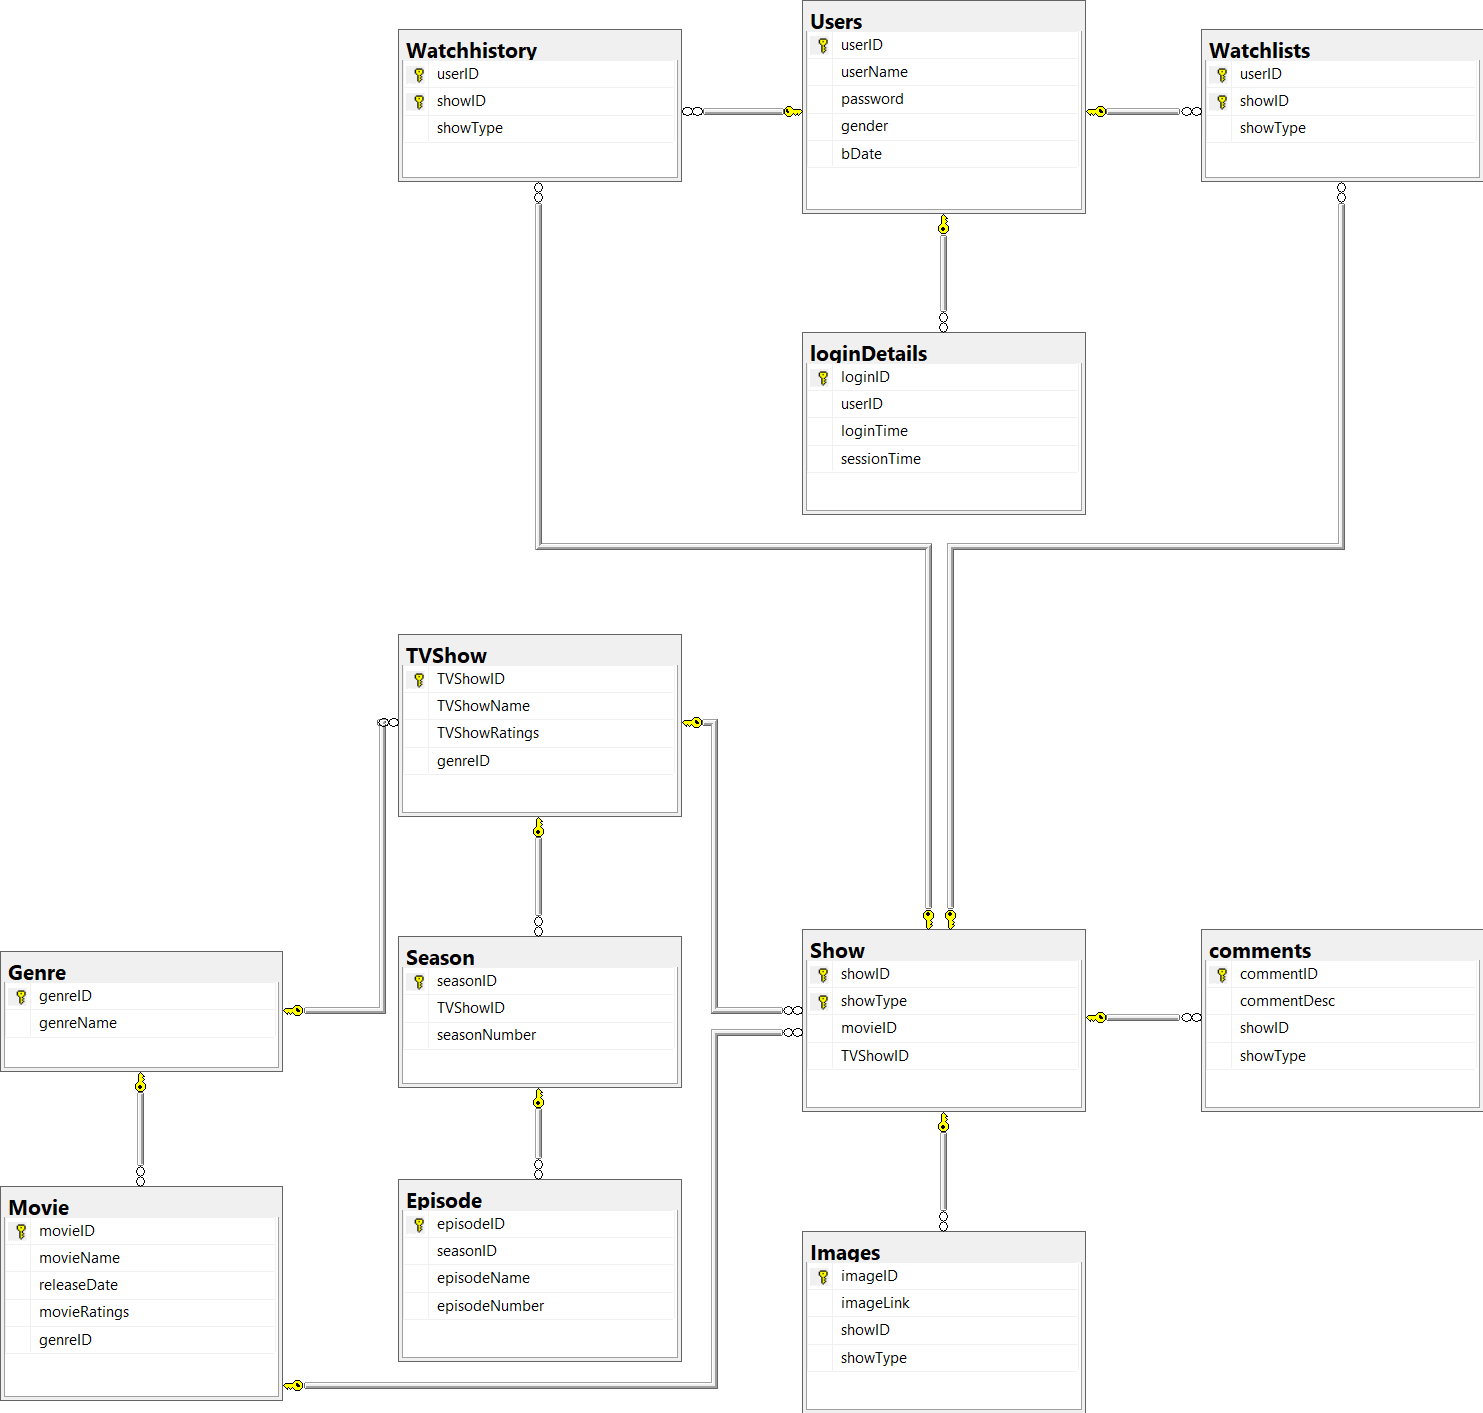 Users
userID
userName
password
gender
bDate
Watchhistory
userID
showID
showType
Watchlists
userID
showID
showType
loginDetails
loginID
userID
loginTime
sessionTime
TVShow
TVShowID
TVShowName
TVShowRatings
genreID
Season
seasonID
TVShowID
seasonNumber
Show
showID
showType
movieID
TVShowID
comments
commentID
commentDesc
showID
showType
Genre
genreID
genreName
Movie
movieID
movieName
releaseDate
movieRatings
genreID
Episode
episodeID
seasonID
episodeName
episodeNumber
Images
imageID
imageLink
showID
showType